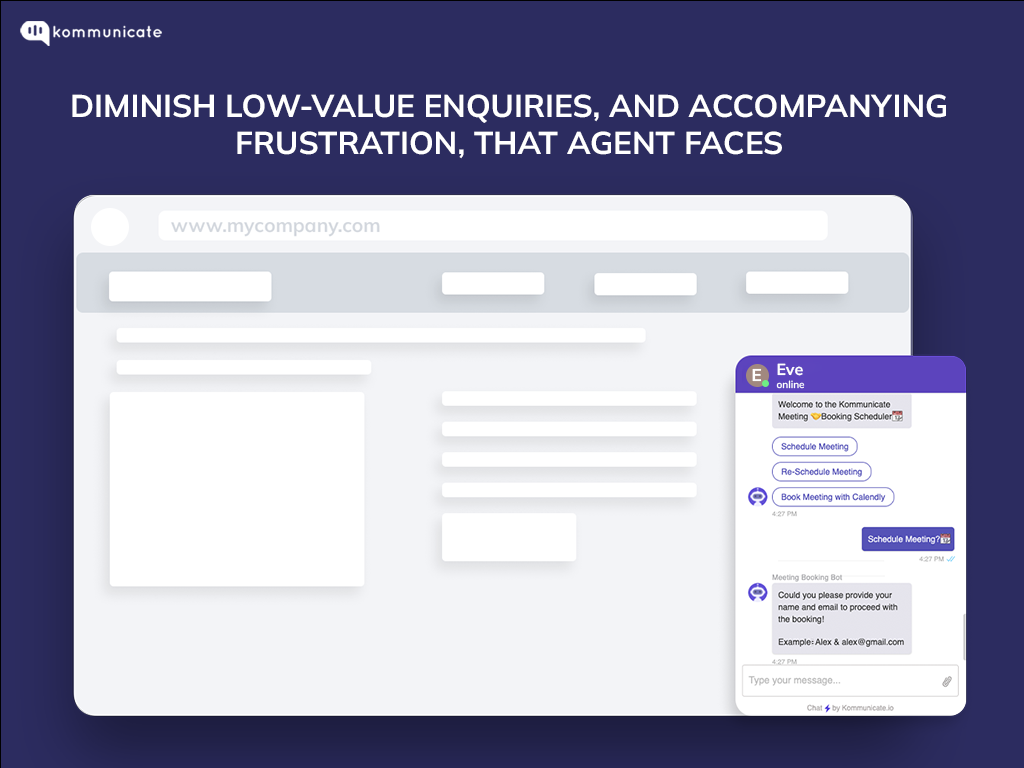 kommunicate
DIMINISH LOW-VALUE ENQUIRIES, AND ACCOMPANYING
FRUSTRATION, THAT AGENT FACES
www.mycompany.com
E
Eve
online
Welcome to the Kommunicate
Meeting 🤝Booking Scheduler📆
Schedule Meeting
Re-Schedule Meeting
Book Meeting with Calendly
4:27 PM
Schedule Meeting?📆
4:27 PM
Meeting Booking Bot
Could you please provide your
name and email to proceed with
the booking!
Example: Alex & alex@gmail.com
4:27 PM
Type your message...
Chat ⚡ by Kommunicate.io